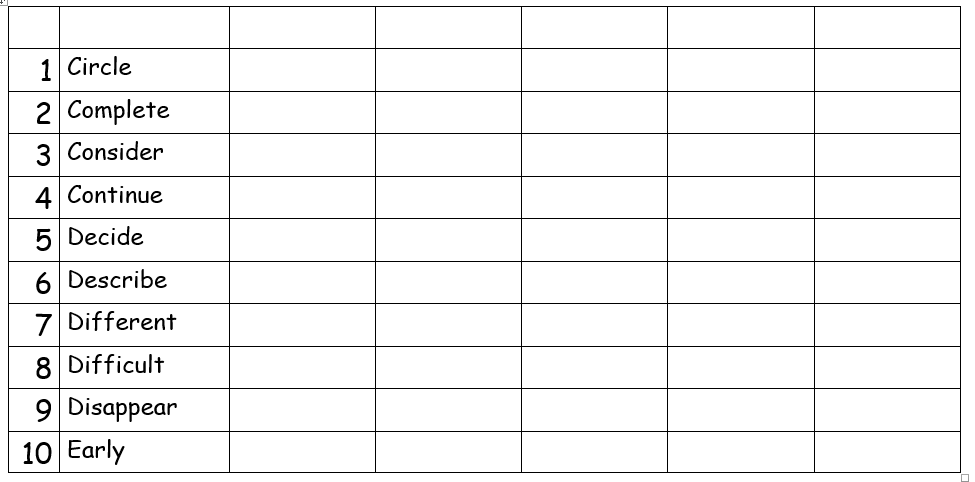 1 Circle
2 Complete
3 Consider
4 Continue
5 Decide
6 Describe
7 Different
8 Difficult
9 Disappear
10 Early